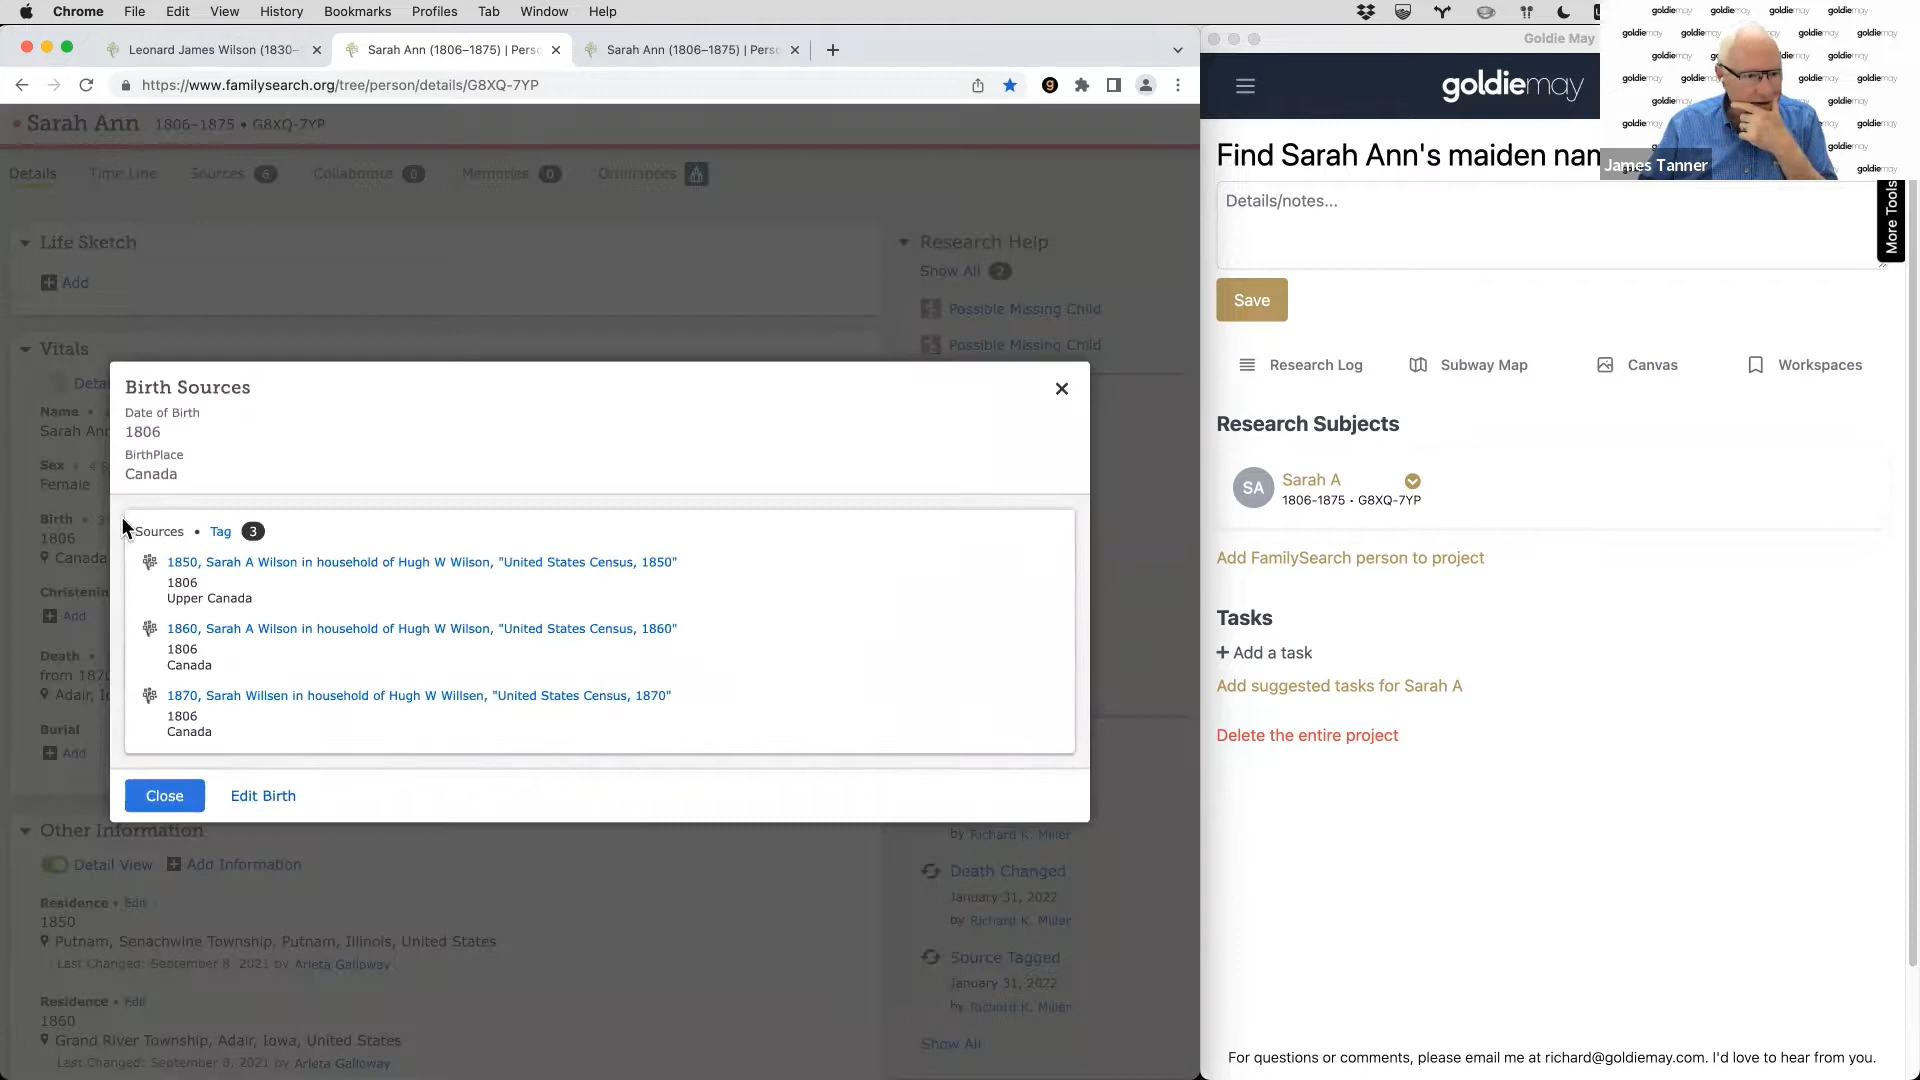 Chrome File Edit View History Bookmarks Profiles Tab Window Help
Leonard James Wilson (1830–
Sarah Ann (1806–1875) | Perso
Sarah Ann (1806–1875) | Perso
https://www.familysearch.org/tree/person/details/G8XQ-7YP
Sarah Ann 1806–1875 • G8XQ-7YP
Details Time Line Sources 6 Collaborate 0 Memories 0 Ordinances
Life Sketch
Add
Research Help
Show All 2
Possible Missing Child
Possible Missing Child
Vitals
Detai
Name •
Sarah Ann
Sex •
Female
Birth •
1806
Canada
Christenin
Add
Death •
from 1870
Adair, Io
Burial
Add
Birth Sources
Date of Birth
1806
BirthPlace
Canada
Sources • Tag 3
1850, Sarah A Wilson in household of Hugh W Wilson, "United States Census, 1850"
1806
Upper Canada
1860, Sarah A Wilson in household of Hugh W Wilson, "United States Census, 1860"
1806
Canada
1870, Sarah Willsen in household of Hugh W Willsen, "United States Census, 1870"
1806
Canada
Close Edit Birth
Other Information
Detail View Add Information
Residence • Edit
1850
Putnam, Senachwine Township, Putnam, Illinois, United States
Last Changed: September 8, 2021 by Arleta Galloway
Residence • Edit
1860
Grand River Township, Adair, Iowa, United States
Last Changed: September 3, 2021 by Arleta Galloway
by Richard K. Miller
Death Changed
January 31, 2022
by Richard K. Miller
Source Tagged
January 31, 2022
by Richard K. Miller
Show All
Goldie May
goldiemay
Find Sarah Ann's maiden nam
James Tanner
Details/notes...
More Tools
Save
Research Log Subway Map Canvas Workspaces
Research Subjects
SA
Sarah A
1806-1875 • G8XQ-7YP
Add FamilySearch person to project
Tasks
+ Add a task
Add suggested tasks for Sarah A
Delete the entire project
For questions or comments, please email me at richard@goldiemay.com. I'd love to hear from you.